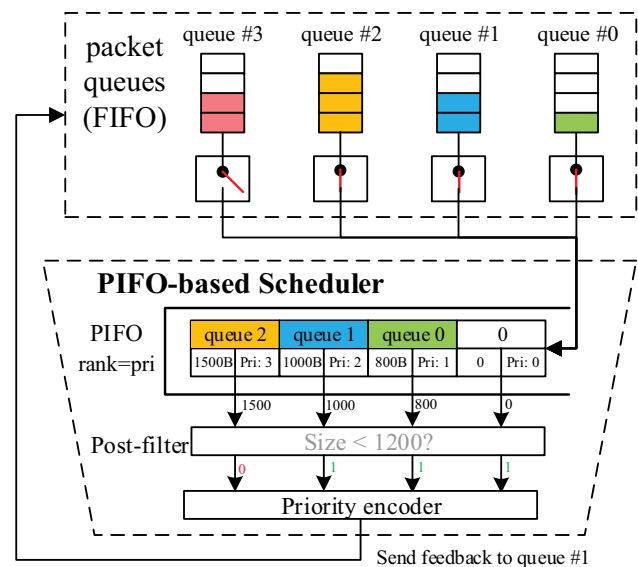 queue #3 queue #2 queue #1 queue #0
packet
queues
(FIFO)
PIFO-based Scheduler
PIFO
rank=pri
queue 2 queue 1 queue 0 0
1500B Pri: 3 1000B Pri: 2 800B Pri: 1 0 Pri: 0
1500 1000 800 0
Post-filter
Size < 1200?
0 1 1 1
Priority encoder
Send feedback to queue #1